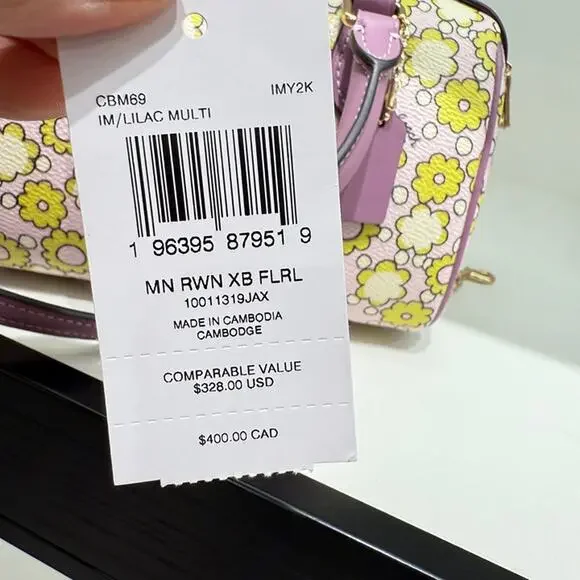 CBM69 IMY2K
IM/LILAC MULTI
1 96395 87951 9
MN RWN XB FLRL
10011319JAX
MADE IN CAMBODIA
CAMBODGE
COMPARABLE VALUE
$328.00 USD
$400.00 CAD